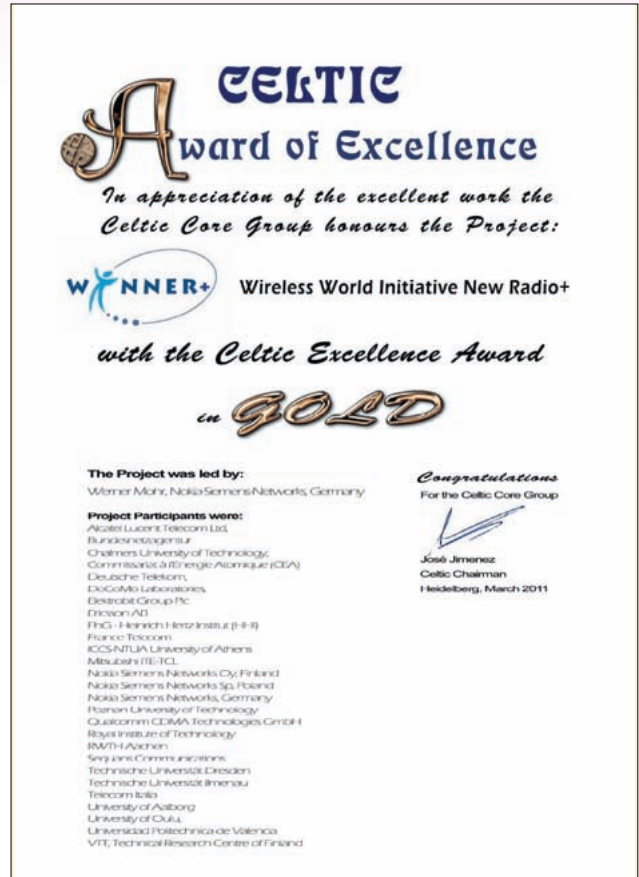 CELTIC
Award of Excellence
In appreciation of the excellent work the
Celtic Core Group honours the Project:
WINNER+ Wireless World Initiative New Radio+
with the Celtic Excellence Award
in GOLD
The Project was led by:
Werner Mohr, Nokia Siemens Networks, Germany
Project Participants were:
Alcatel Lucent Telecom Ltd,
Bundesnetzagentur
Chalmers University of Technology,
Commissariat à l'Energie Atomique (CEA)
Deutsche Telekom,
DoCoMo Laboratories,
Elektrobit Group Plc
Ericsson AB
FhG - Heinrich Hertz Institut (HHI)
France Telecom
ICCS-NTUA University of Athens
Mitsubishi ITE-TCL
Nokia Siemens Networks Oy, Finland
Nokia Siemens Networks Sp, Poland
Nokia Siemens Networks, Germany
Poznan University of Technology
Qualcomm CDMA Technologies GmbH
Royal Institute of Technology
RWTH Aachen
Sequans Communications
Technische Universität Dresden
Technische Universität Ilmenau
Telecom Italia
University of Aalborg
University of Oulu,
Universidad Politechnica de Valencia
VTT, Technical Research Centre of Finland
Congratulations
For the Celtic Core Group
José Jimenez
Celtic Chairman
Heidelberg, March 2011